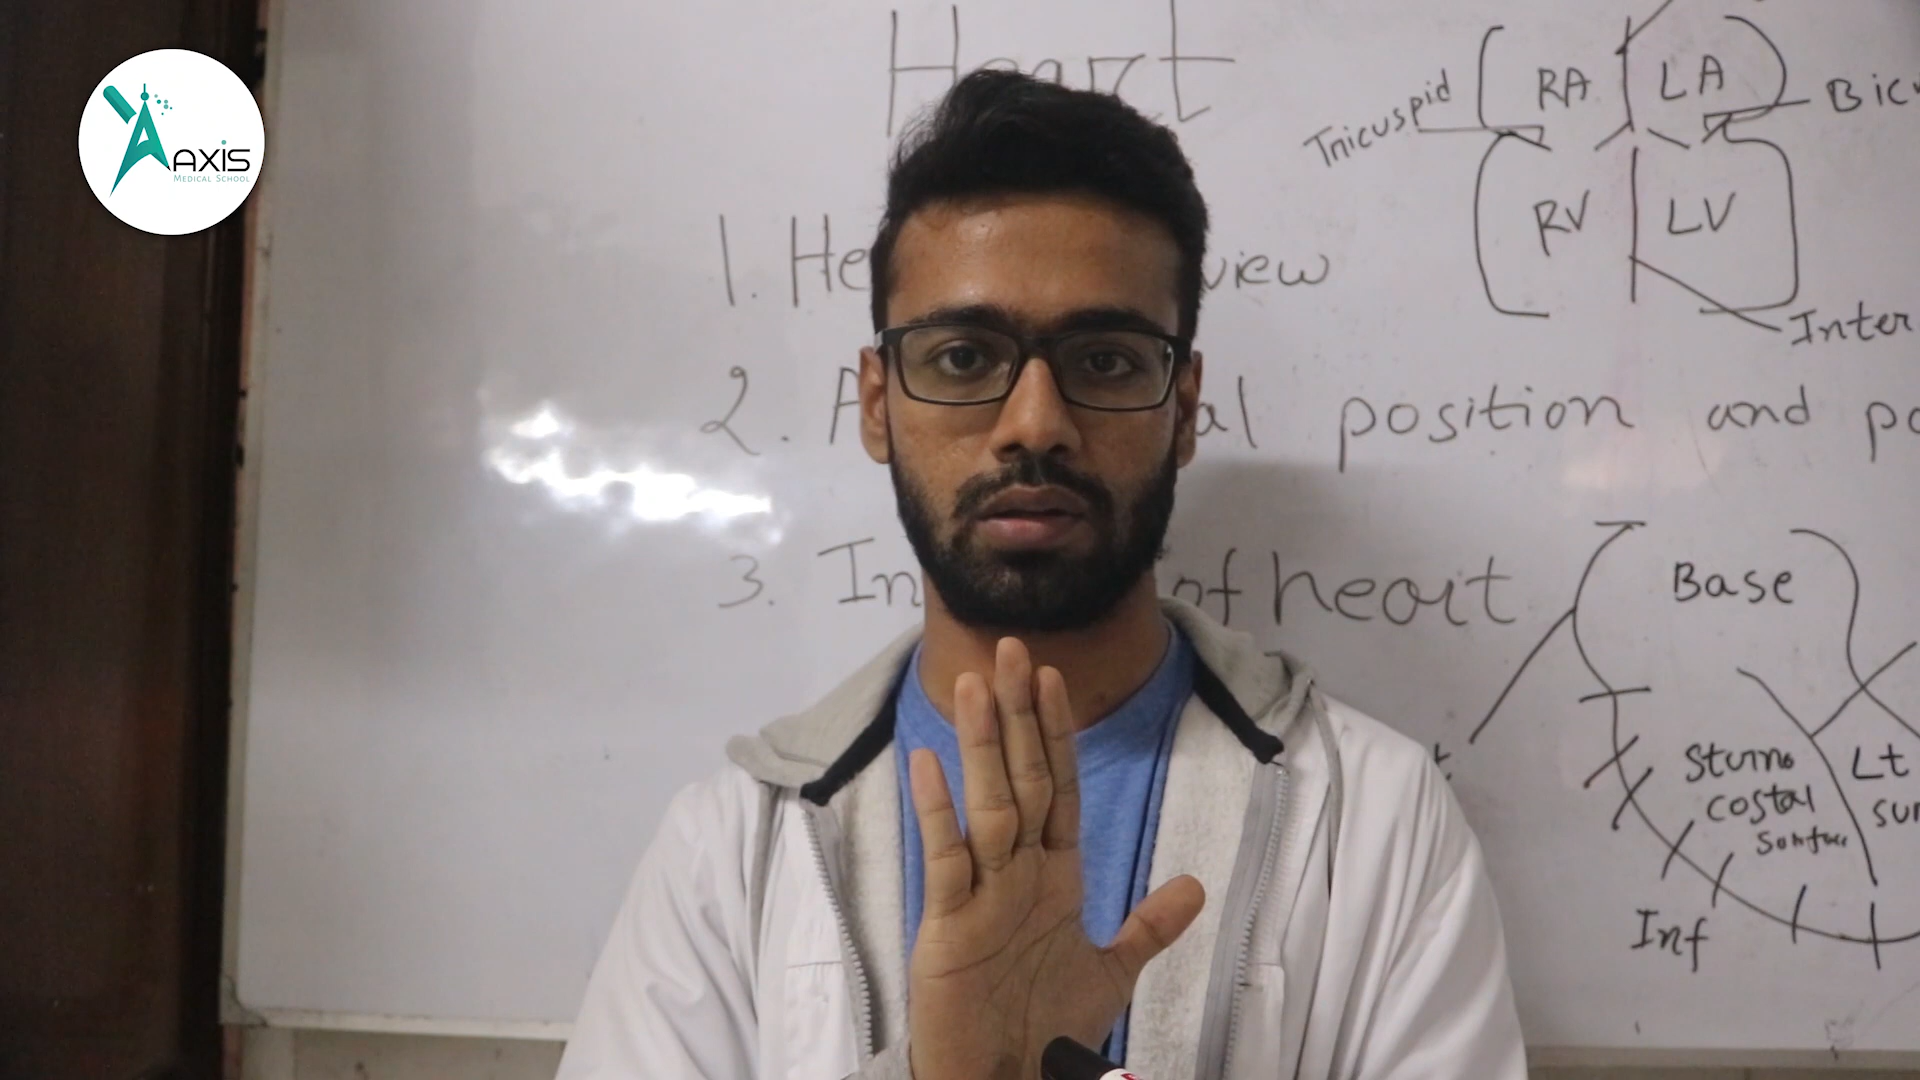 AAXIS
MEDICAL SCHOOL
Heart
1. He view
2. A al position and po
3. In of heart
Tricuspid
RA LA
Bicu
RV LV
Inter
Base
t
Sterno
costal
Surface
Lt
sur
Inf